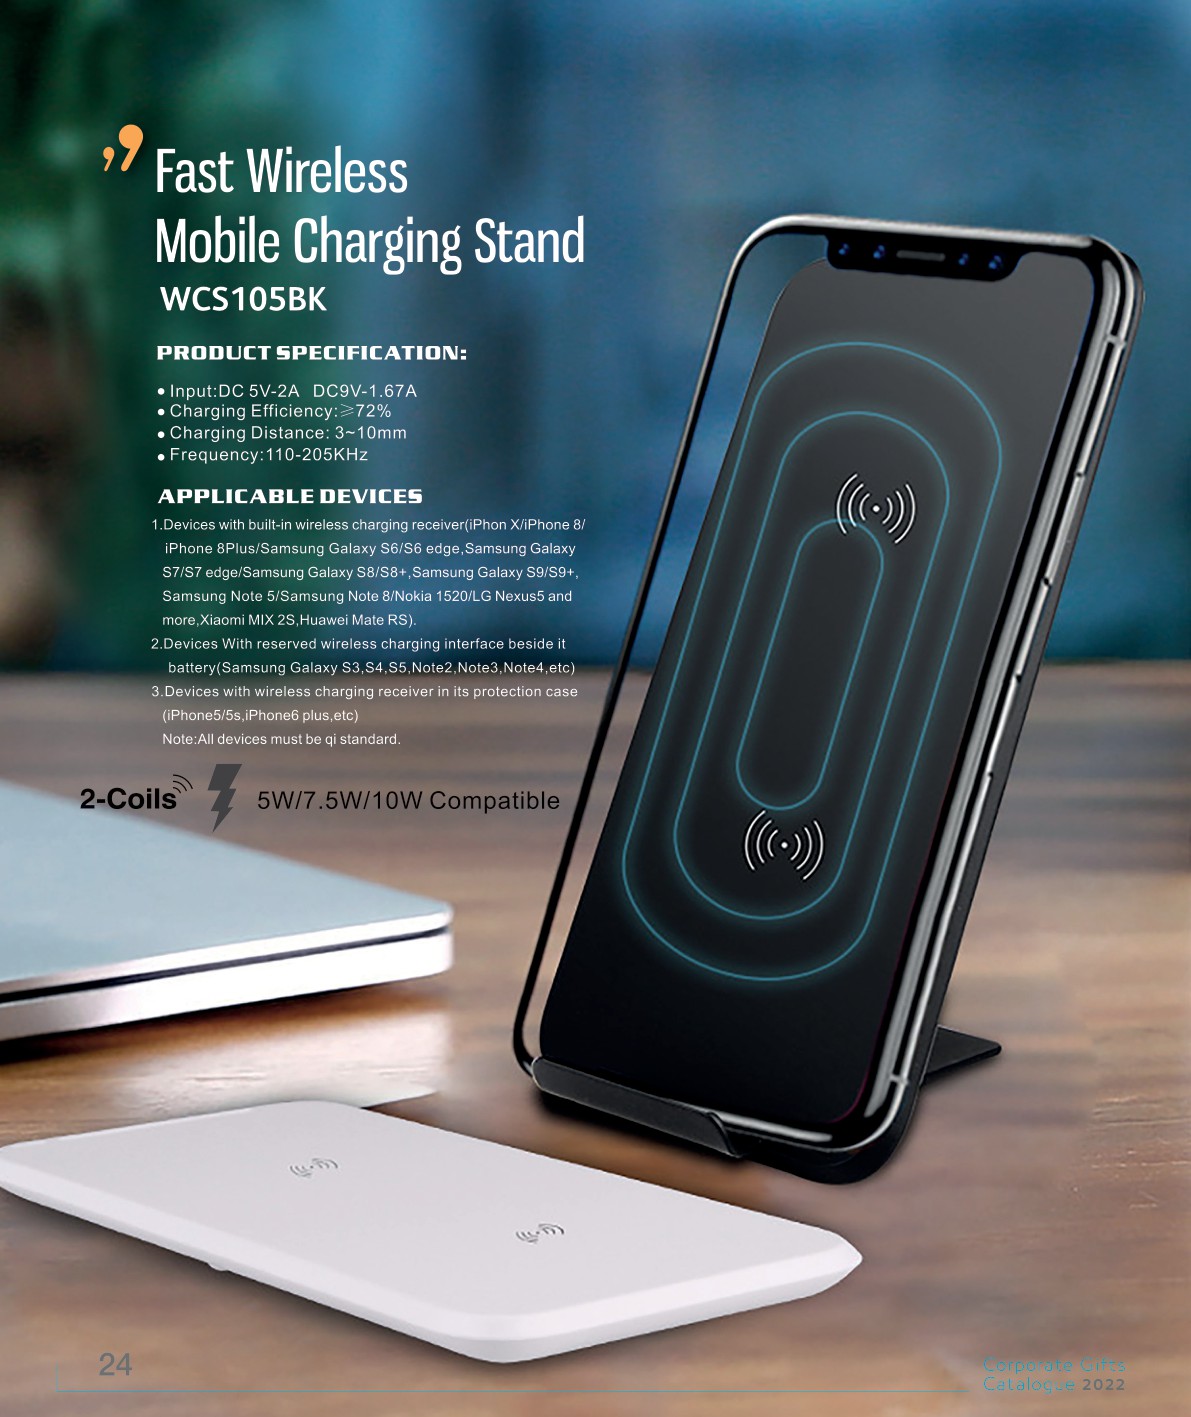 Fast Wireless
Mobile Charging Stand
WCS105BK
PRODUCT SPECIFICATION:
• Input:DC 5V-2A DC9V-1.67A
• Charging Efficiency:⩾72%
• Charging Distance: 3~10mm
• Frequency:110-205KHz
APPLICABLE DEVICES
1.Devices with built-in wireless charging receiver(iPhon X/iPhone 8/
iPhone 8Plus/Samsung Galaxy S6/S6 edge,Samsung Galaxy
S7/S7 edge/Samsung Galaxy S8/S8+,Samsung Galaxy S9/S9+,
Samsung Note 5/Samsung Note 8/Nokia 1520/LG Nexus5 and
more,Xiaomi MIX 2S,Huawei Mate RS).
2.Devices With reserved wireless charging interface beside it
battery(Samsung Galaxy S3,S4,S5,Note2,Note3,Note4,etc)
3.Devices with wireless charging receiver in its protection case
(iPhone5/5s,iPhone6 plus,etc)
Note:All devices must be qi standard.
2-Coils
5W/7.5W/10W Compatible
24
Corporate Gifts
Catalogue 2022